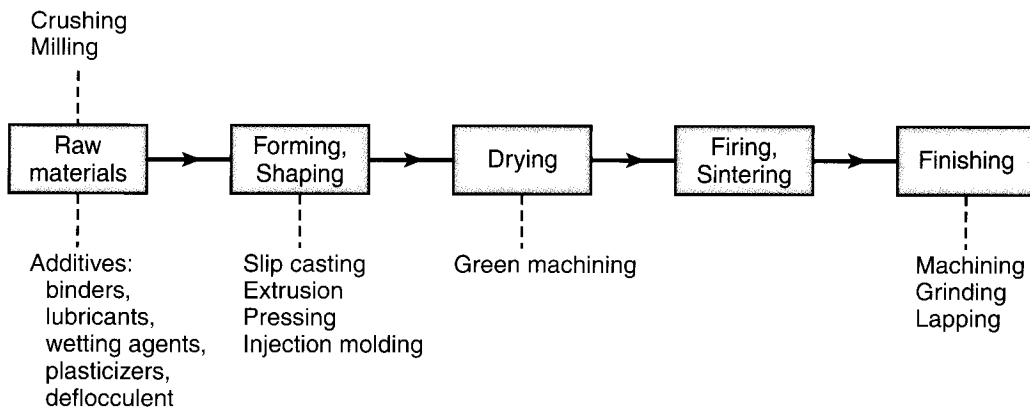 Crushing
Milling
Raw
materials
Forming,
Shaping
Drying
Firing,
Sintering
Finishing
Additives:
binders,
lubricants,
wetting agents,
plasticizers,
deflocculent
Slip casting
Extrusion
Pressing
Injection molding
Green machining
Machining
Grinding
Lapping